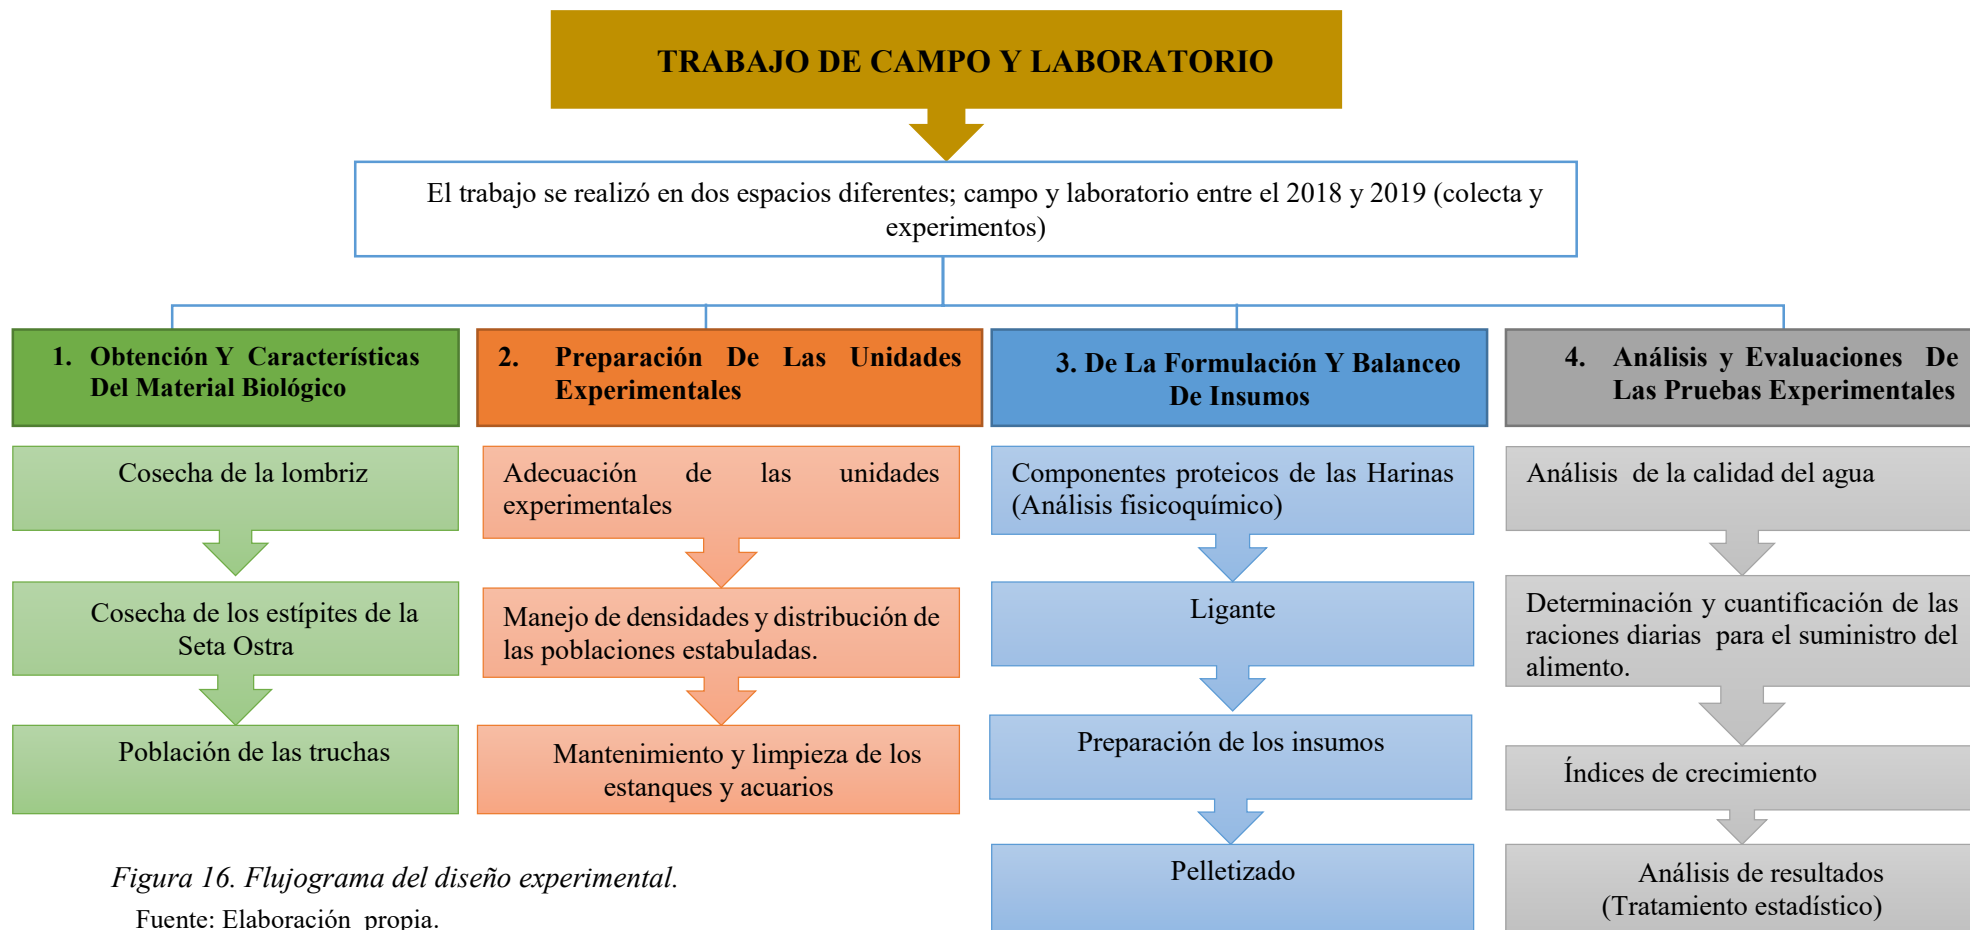 TRABAJO DE CAMPO Y LABORATORIO
El trabajo se realizó en dos espacios diferentes; campo y laboratorio entre el 2018 y 2019 (colecta y
experimentos)
1. Obtención Y Características
Del Material Biológico
Cosecha de la lombriz
Cosecha de los estípites de la
Seta Ostra
Población de las truchas
2. Preparación De Las Unidades
Experimentales
Adecuación de las unidades
experimentales
Manejo de densidades y distribución de
las poblaciones estabuladas.
Mantenimiento y limpieza de los
estanques y acuarios
3. De La Formulación Y Balanceo
De Insumos
Componentes proteicos de las Harinas
(Análisis fisicoquímico)
Ligante
Preparación de los insumos
Pelletizado
4. Análisis y Evaluaciones De
Las Pruebas Experimentales
Análisis de la calidad del agua
Determinación y cuantificación de las
raciones diarias para el suministro del
alimento.
Índices de crecimiento
Análisis de resultados
(Tratamiento estadístico)
Figura 16. Flujograma del diseño experimental.
Fuente: Elaboración propia.